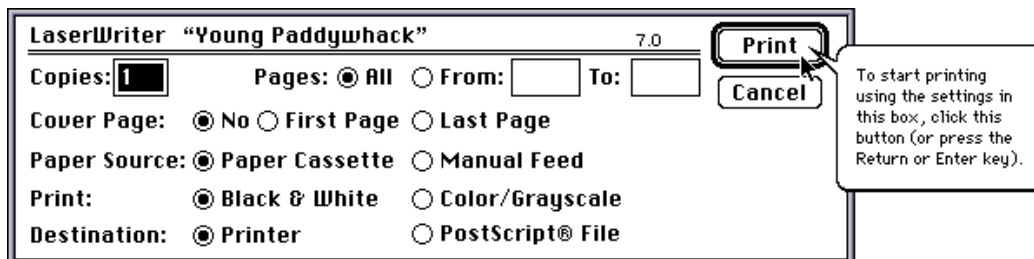 LaserWriter “Young Paddywhack” 7.0 Print
Copies: 1 Pages: All From: To:
Cancel
Cover Page: No First Page Last Page
Paper Source: Paper Cassette Manual Feed
Print: Black & White Color/Grayscale
Destination: Printer PostScript® File
To start printing
using the settings in
this box, click this
button (or press the
Return or Enter key).